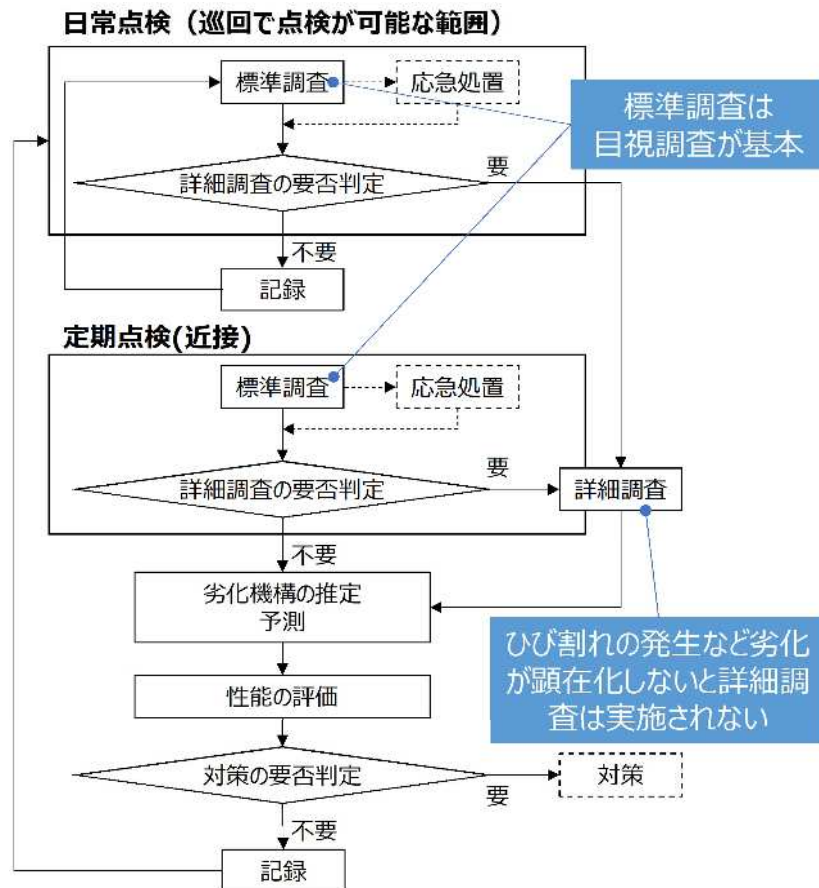 日常点検（巡回で点検が可能な範囲）
標準調査
応急処置
標準調査は
目視調査が基本
詳細調査の要否判定
要
不要
記録
定期点検(近接)
標準調査
応急処置
詳細調査の要否判定
要
詳細調査
不要
劣化機構の推定
予測
ひび割れの発生など劣化
が顕在化しないと詳細調
査は実施されない
性能の評価
対策の要否判定
要
対策
不要
記録